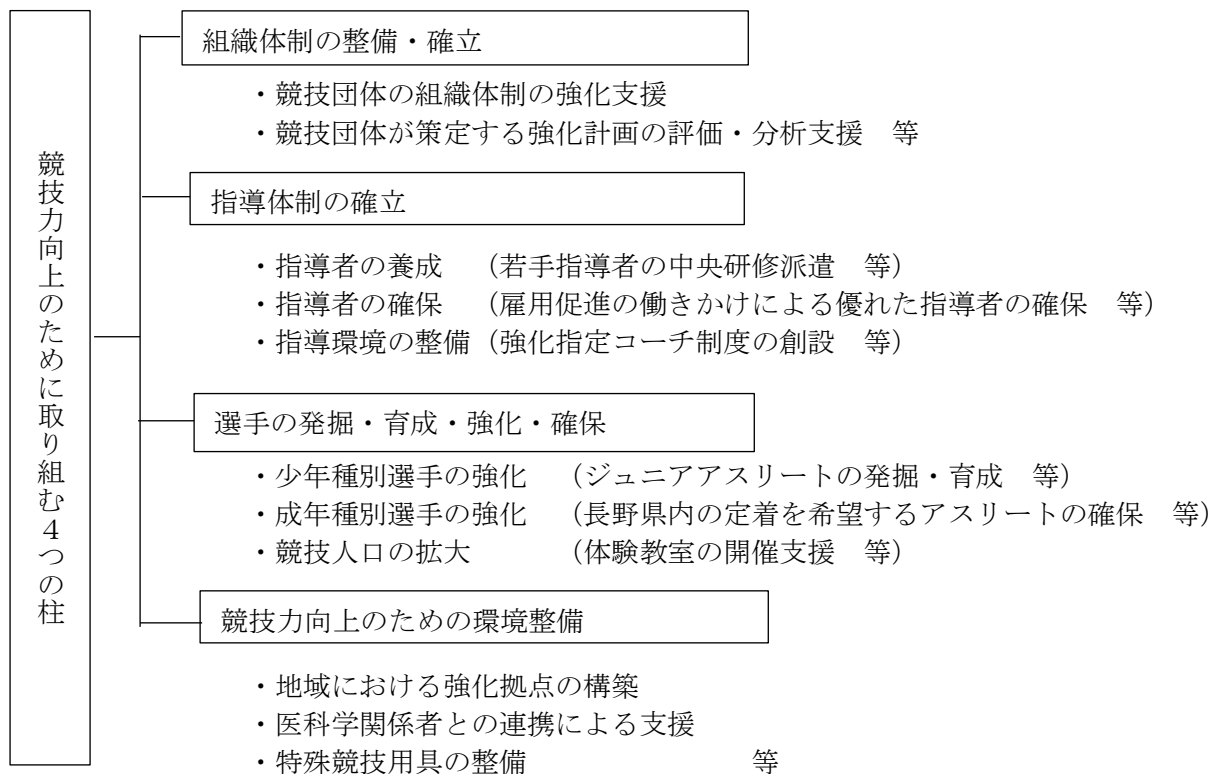 競技力向上のために取り組む４つの柱
組織体制の整備・確立
・競技団体の組織体制の強化支援
・競技団体が策定する強化計画の評価・分析支援　等
指導体制の確立
・指導者の養成　（若手指導者の中央研修派遣　等）
・指導者の確保　（雇用促進の働きかけによる優れた指導者の確保　等）
・指導環境の整備（強化指定コーチ制度の創設　等）
選手の発掘・育成・強化・確保
・少年種別選手の強化　（ジュニアアスリートの発掘・育成　等）
・成年種別選手の強化　（長野県内の定着を希望するアスリートの確保　等）
・競技人口の拡大　　　（体験教室の開催支援　等）
競技力向上のための環境整備
・地域における強化拠点の構築
・医科学関係者との連携による支援
・特殊競技用具の整備　　　　　　　等